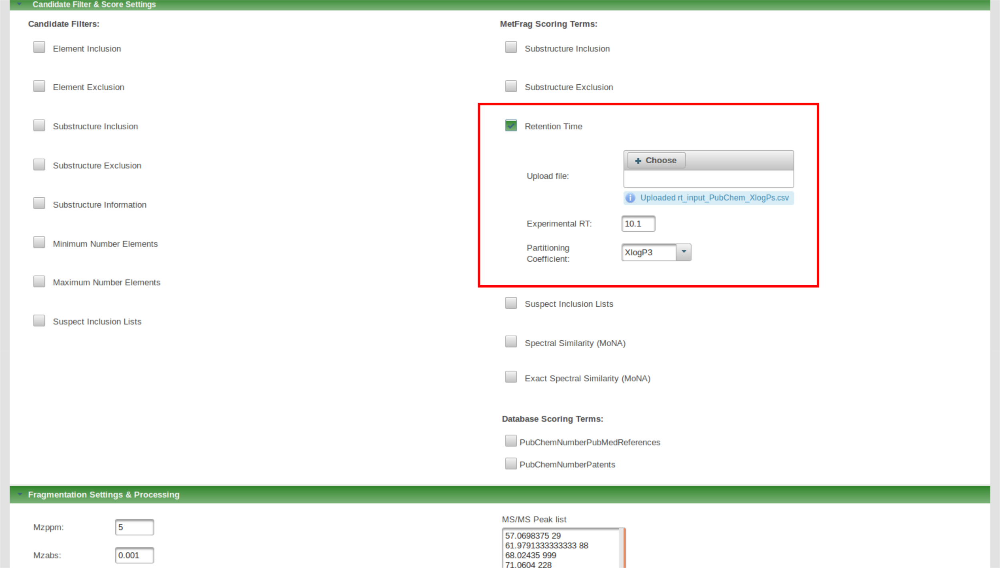 Candidate Filter & Score Settings
Candidate Filters:
Element Inclusion
Element Exclusion
Substructure Inclusion
Substructure Exclusion
Substructure Information
Minimum Number Elements
Maximum Number Elements
Suspect Inclusion Lists
MetFrag Scoring Terms:
Substructure Inclusion
Substructure Exclusion
Retention Time
Upload file:
Choose
Uploaded rt_input_PubChem_XlogPs.csv
Experimental RT:
10.1
Partitioning
Coefficient:
XlogP3
Suspect Inclusion Lists
Spectral Similarity (MoNA)
Exact Spectral Similarity (MoNA)
Database Scoring Terms:
PubChemNumberPubMedReferences
PubChemNumberPatents
Fragmentation Settings & Processing
Mzppm:
5
Mzabs:
0.001
MS/MS Peak list
57.0698375 29
61.9791333333333 88
68.02435 999
71.0604 228